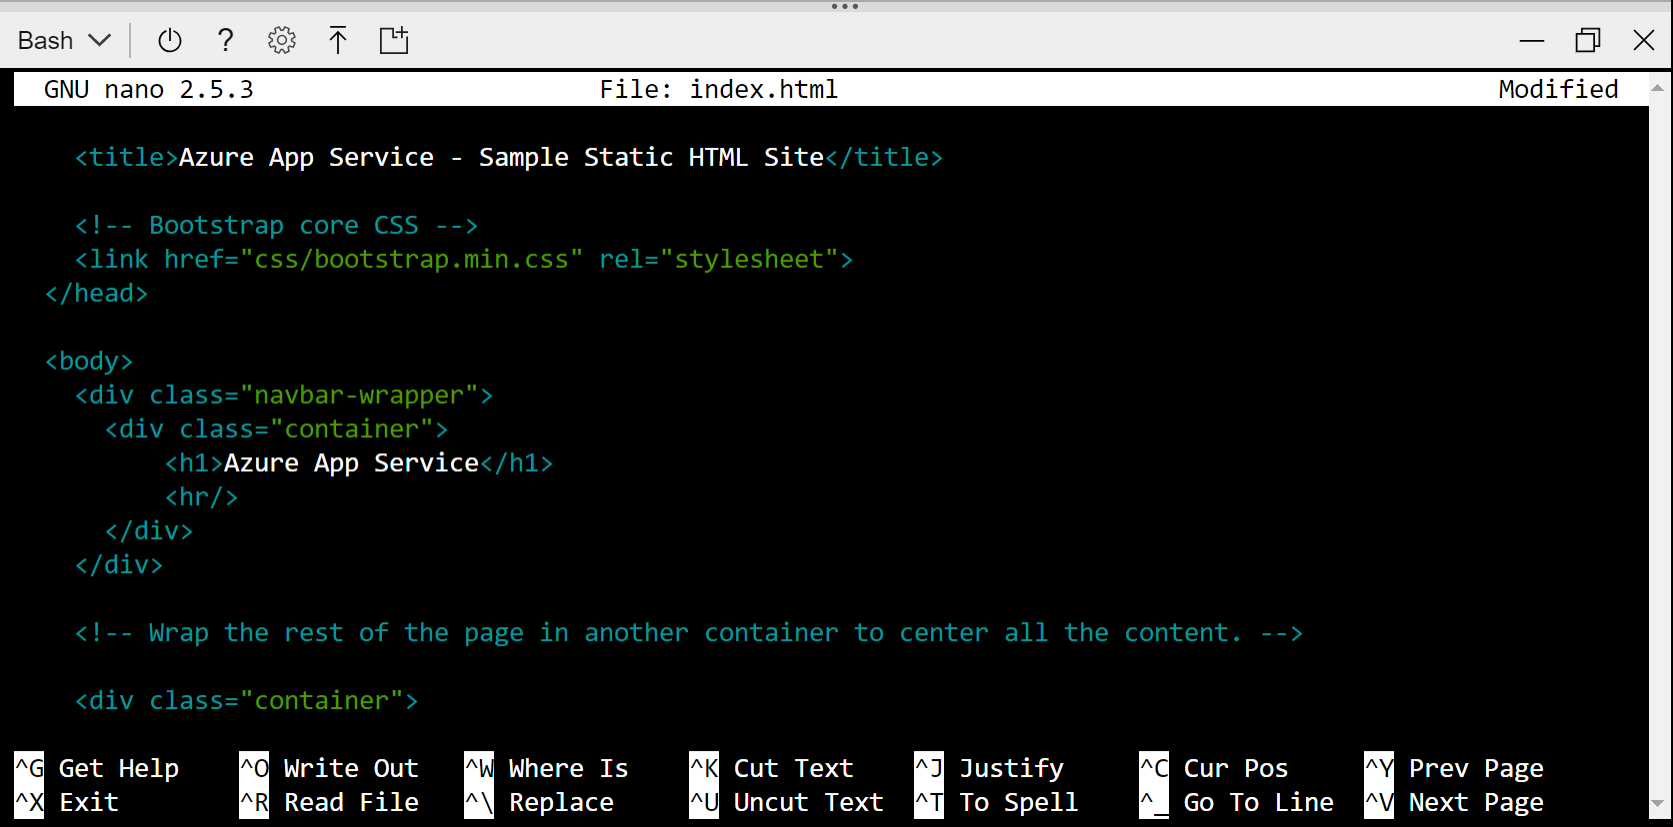 Bash
GNU nano 2.5.3 File: index.html Modified
<title>Azure App Service - Sample Static HTML Site</title>
<!-- Bootstrap core CSS -->
<link href="css/bootstrap.min.css" rel="stylesheet">
</head>
<body>
<div class="navbar-wrapper">
<div class="container">
<h1>Azure App Service</h1>
<hr/>
</div>
</div>
<!-- Wrap the rest of the page in another container to center all the content. -->
<div class="container">
^G Get Help ^O Write Out ^W Where Is ^K Cut Text ^J Justify ^C Cur Pos ^Y Prev Page
^X Exit ^R Read File ^\ Replace ^U Uncut Text ^T To Spell ^_ Go To Line ^V Next Page